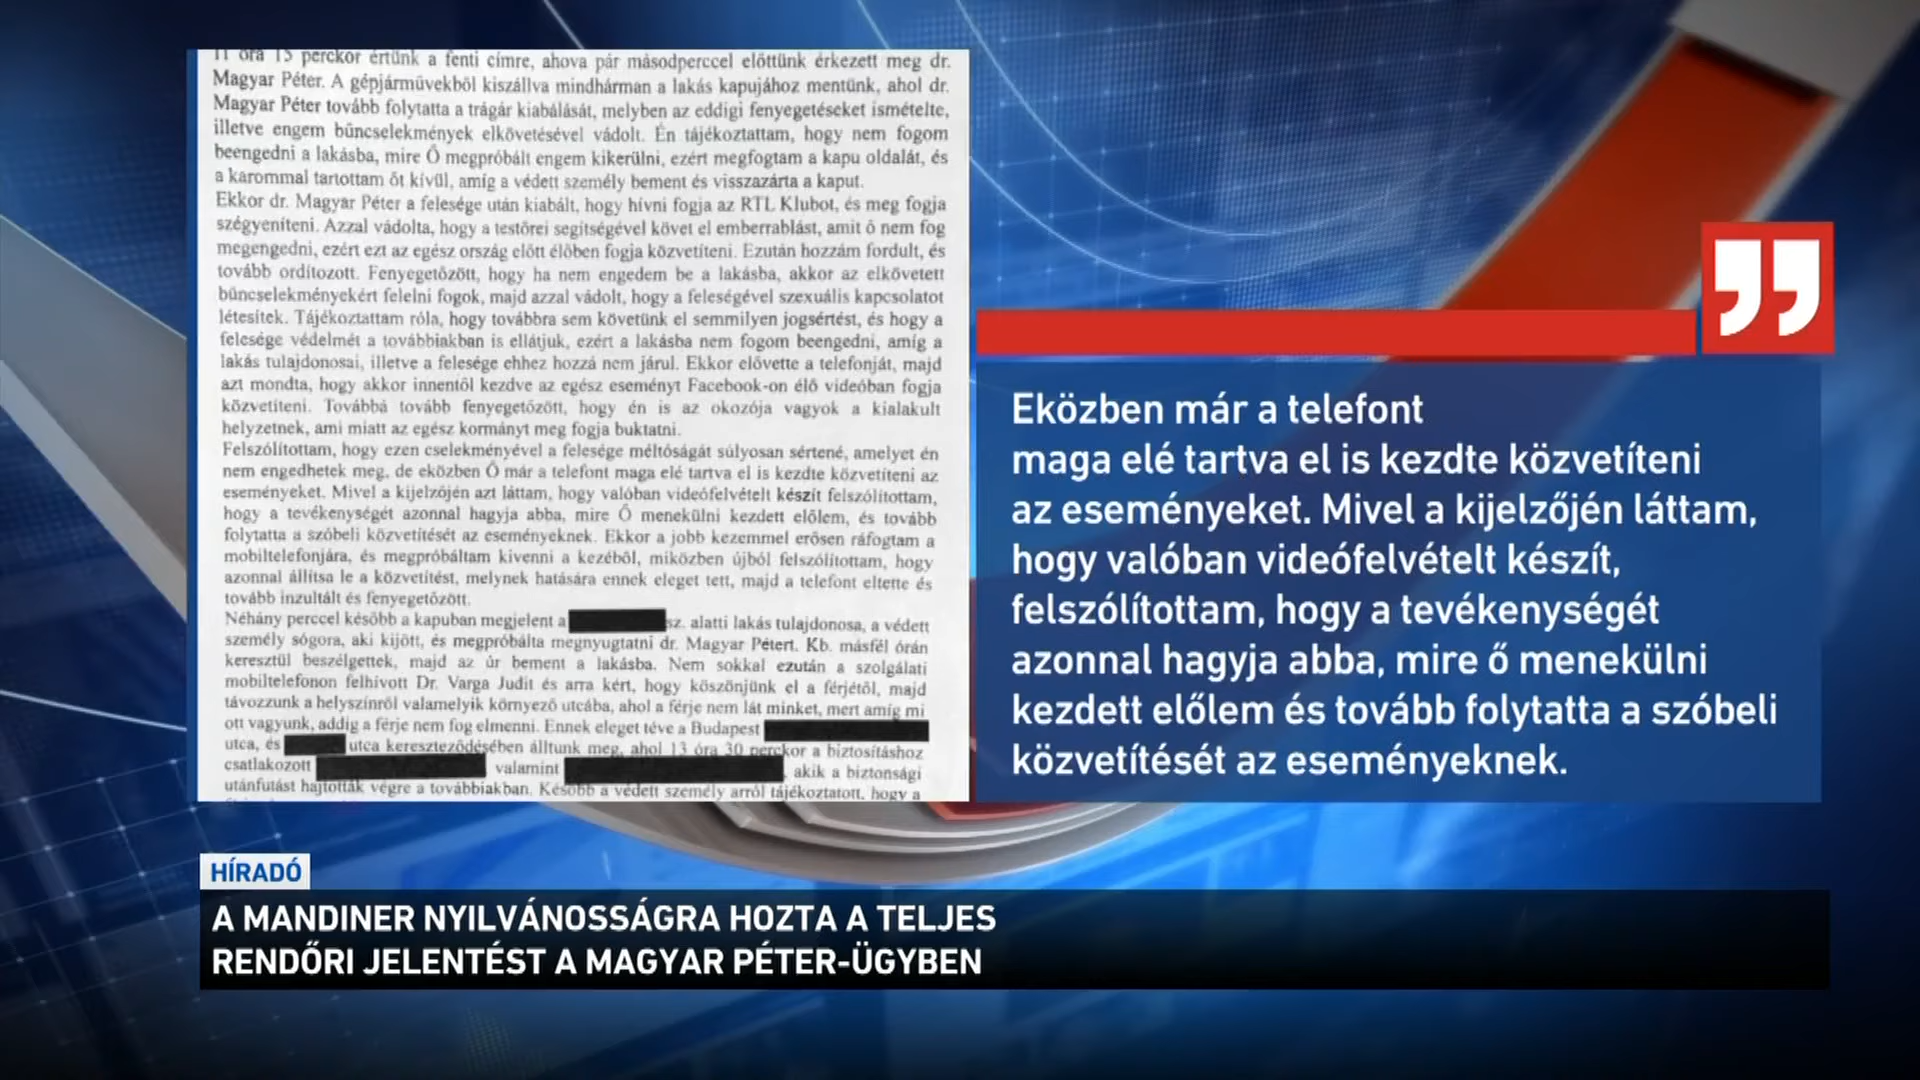 11 óra 15 perckor értünk a fenti címre, ahova pár másodperccel előttünk érkezett meg dr.
Magyar Péter. A gépjárművekből kiszállva mindhárman a lakás kapujához mentünk, ahol dr.
Magyar Péter tovább folytatta a trágár kiabálását, melyben az eddigi fenyegetéseket ismételte,
illetve engem bűncselekmények elkövetésével vádolt. Én tájékoztattam, hogy nem fogom
beengedni a lakásba, mire Ő megpróbált engem kikerülni, ezért megfogtam a kapu oldalát, és
a karommal tartottam őt kívül, amíg a védett személy bement és visszazárta a kaput.
Ekkor dr. Magyar Péter a felesége után kiabált, hogy hívni fogja az RTL Klubot, és meg fogja
szégyeníteni. Azzal vádolta, hogy a testőrei segítségével követ el emberrablást, amit ő nem fog
megengedni, ezért ezt az egész ország előtt élőben fogja közvetíteni. Ezután hozzám fordult, és
tovább ordítozott. Fenyegetőzött, hogy ha nem engedem be a lakásba, akkor az elkövetett
bűncselekményekért felelni fogok, majd azzal vádolt, hogy a feleségével szexuális kapcsolatot
létesítek. Tájékoztattam róla, hogy továbbra sem követünk el semmilyen jogsértést, és hogy a
felesége védelmét a továbbiakban is ellátjuk, ezért a lakásba nem fogom beengedni, amíg a
lakás tulajdonosai, illetve a felesége ehhez hozzá nem járul. Ekkor elővette a telefonját, majd
azt mondta, hogy akkor innentől kezdve az egész eseményt Facebook-on élő videóban fogja
közvetíteni. Továbbá tovább fenyegetőzött, hogy én is az okozója vagyok a kialakult
helyzetnek, ami miatt az egész kormányt meg fogja buktatni.
Felszólítottam, hogy ezen cselekményével a felesége méltóságát súlyosan sértené, amelyet én
nem engedhetek meg, de eközben Ő már a telefont maga elé tartva el is kezdte közvetíteni az
eseményeket. Mivel a kijelzőjén azt láttam, hogy valóban videófelvételt készít felszólítottam,
hogy a tevékenységét azonnal hagyja abba, mire Ő menekülni kezdett előlem, és tovább
folytatta a szóbeli közvetítését az eseményeknek. Ekkor a jobb kezemmel erősen ráfogtam a
mobiltelefonjára, és megpróbáltam kivenni a kezéből, miközben újból felszólítottam, hogy
azonnal állítsa le a közvetítést, melynek hatására ennek eleget tett, majd a telefont eltette és
tovább inzultált és fenyegetőzött.
Néhány perccel később a kapuban megjelent a sz. alatti lakás tulajdonosa, a védett
személy sógora, aki kijött, és megpróbálta megnyugtatni dr. Magyar Pétert. Kb. másfél órán
keresztül beszélgettek, majd az úr bement a lakásba. Nem sokkal ezután a szolgálati
mobiltelefonon felhívott Dr. Varga Judit és arra kért, hogy köszönjünk el a férjétől, majd
távozzunk a helyszínről valamelyik környező utcába, ahol a férje nem lát minket, mert amíg mi
ott vagyunk, addig a férje nem fog elmenni. Ennek eleget téve a Budapest
utca, és utca kereszteződésében álltunk meg, ahol 13 óra 30 perckor a biztosításhoz
csatlakozott valamint , akik a biztonsági
utánfutást hajtották végre a továbbiakban. Később a védett személy arról tájékoztatott, hogy a
Eközben már a telefont
maga elé tartva el is kezdte közvetíteni
az eseményeket. Mivel a kijelzőjén láttam,
hogy valóban videófelvételt készít,
felszólítottam, hogy a tevékenységét
azonnal hagyja abba, mire ő menekülni
kezdett előlem és tovább folytatta a szóbeli
közvetítését az eseményeknek.
HÍRADÓ
A MANDINER NYILVÁNOSSÁGRA HOZTA A TELJES
RENDŐRI JELENTÉST A MAGYAR PÉTER-ÜGYBEN